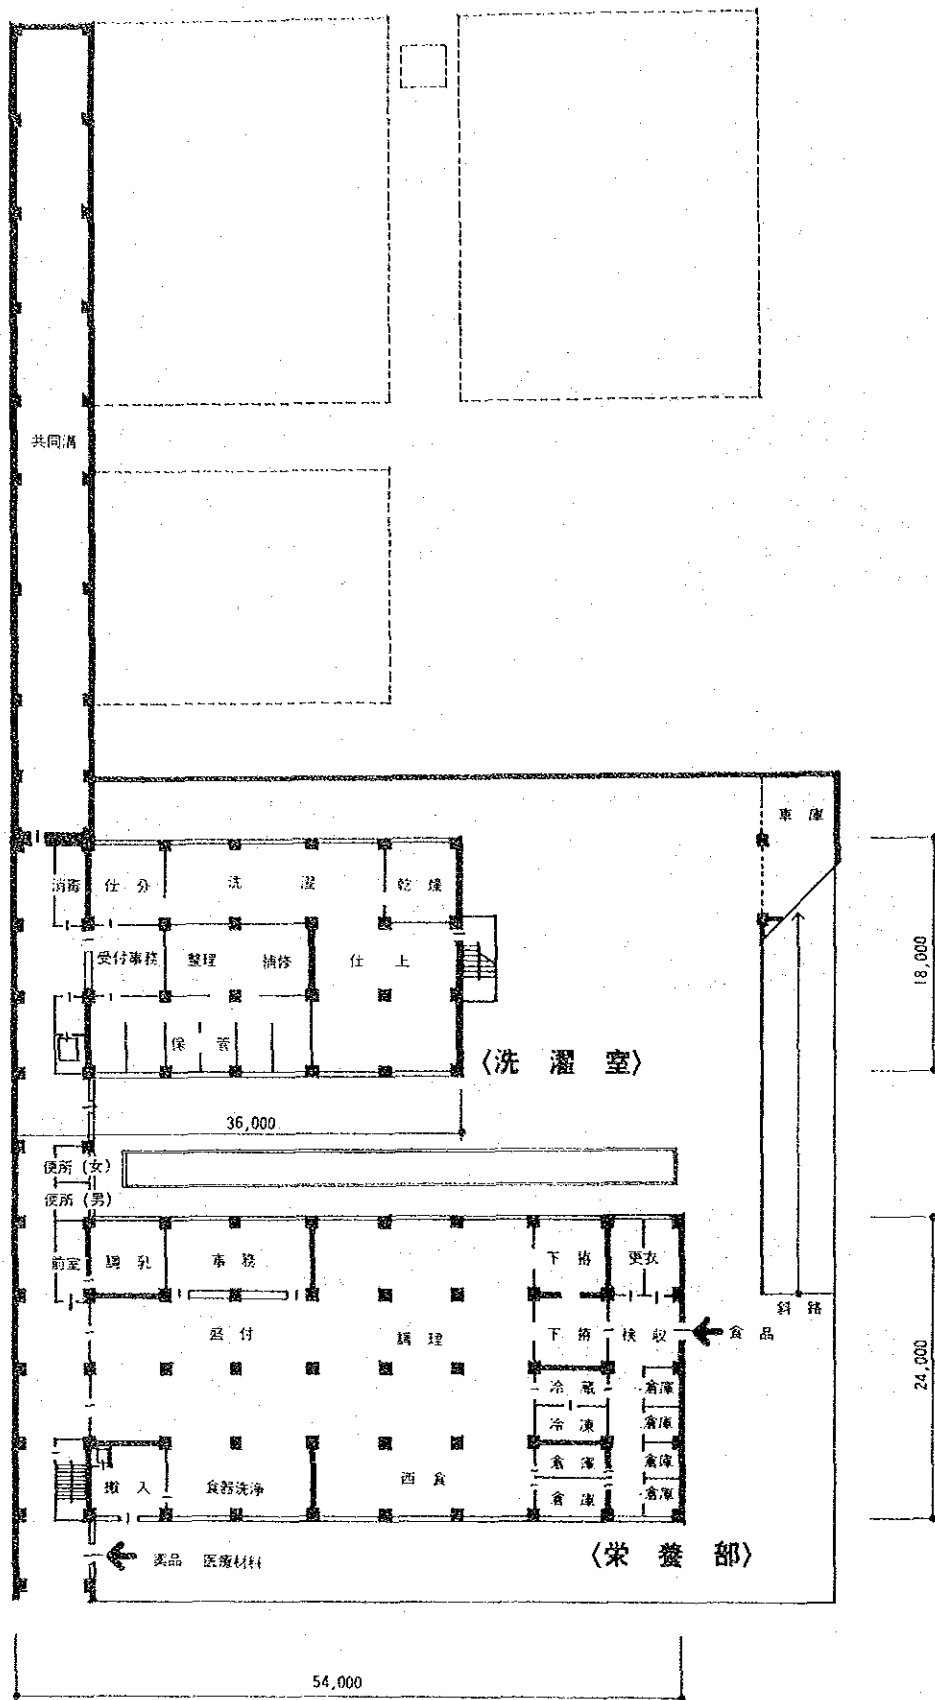 共同溝
車庫
消毒 仕分 洗濯 乾燥
受付事務 整理 補修 仕上
保管
18,000
〈洗濯室〉
36,000
便所(女)
便所(男)
前室 調乳 事務 下拵 更衣
斜路
盛付 調理 下拵 検収 食品
冷蔵 倉庫
冷凍 倉庫
24,000
倉庫 倉庫
搬入 食器洗浄 配食 倉庫 倉庫
薬品 医療材料
〈栄養部〉
54,000